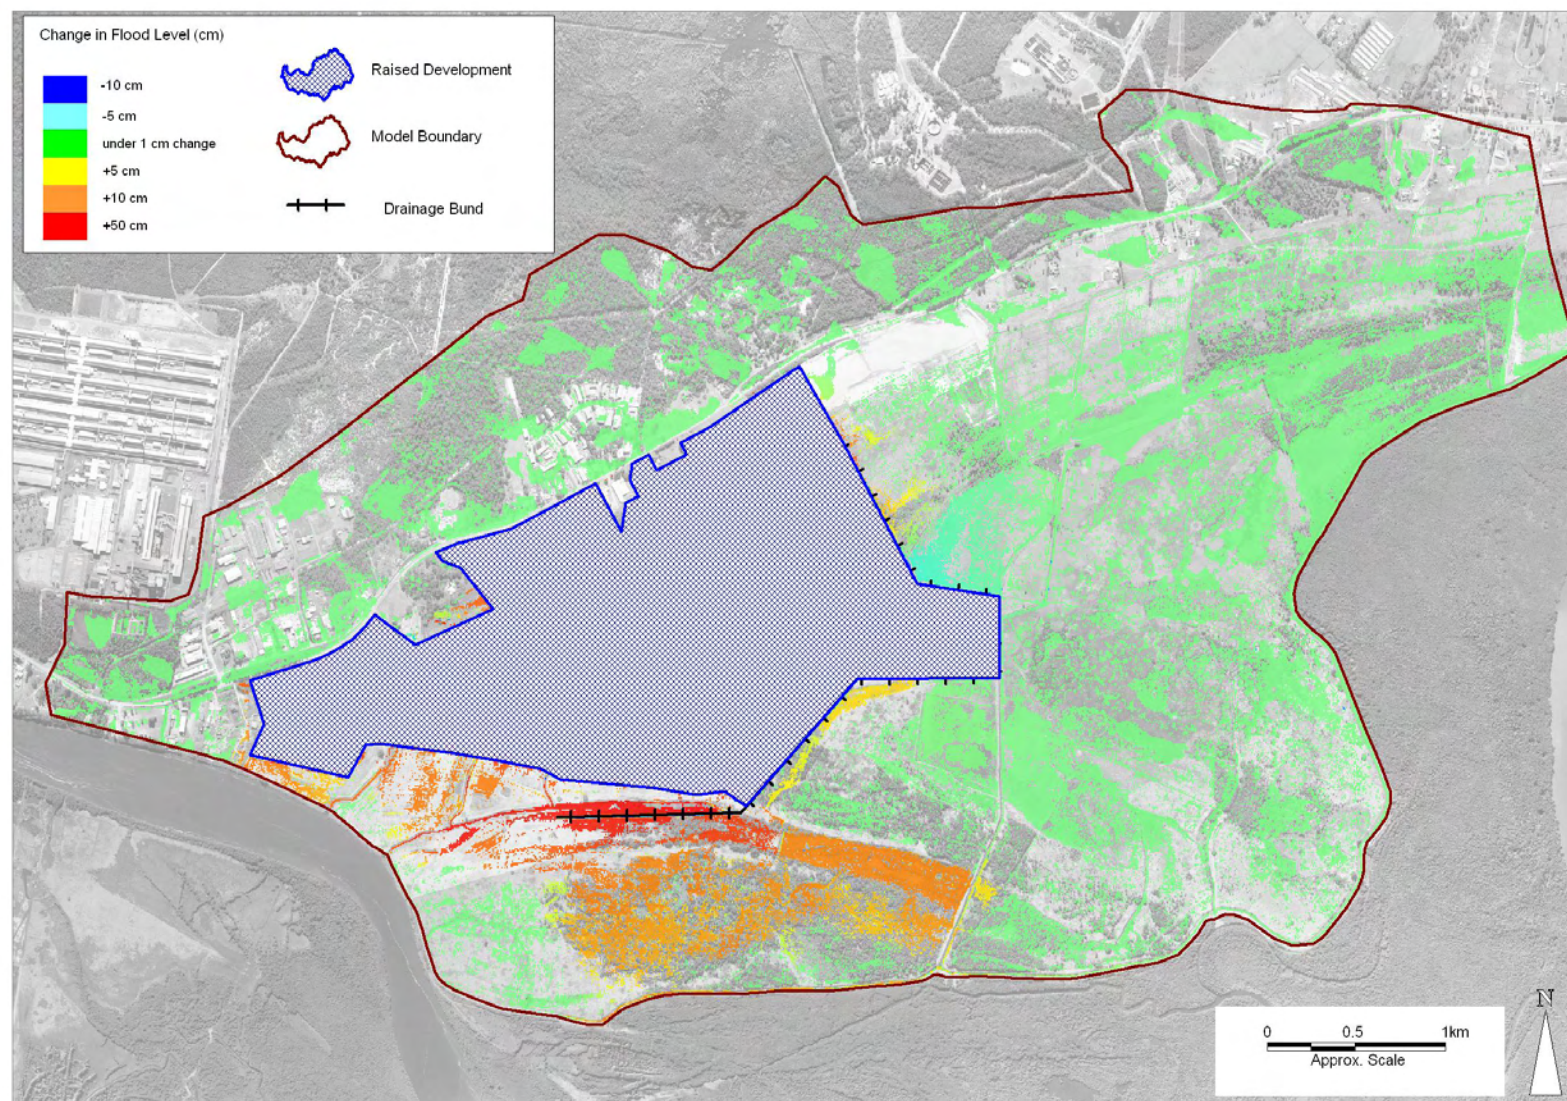 Change in Flood Level (cm)
-10 cm
-5 cm
under 1 cm change
+5 cm
+10 cm
+50 cm
Raised Development
Model Boundary
Drainage Bund
N
0 0.5 1km
Approx. Scale